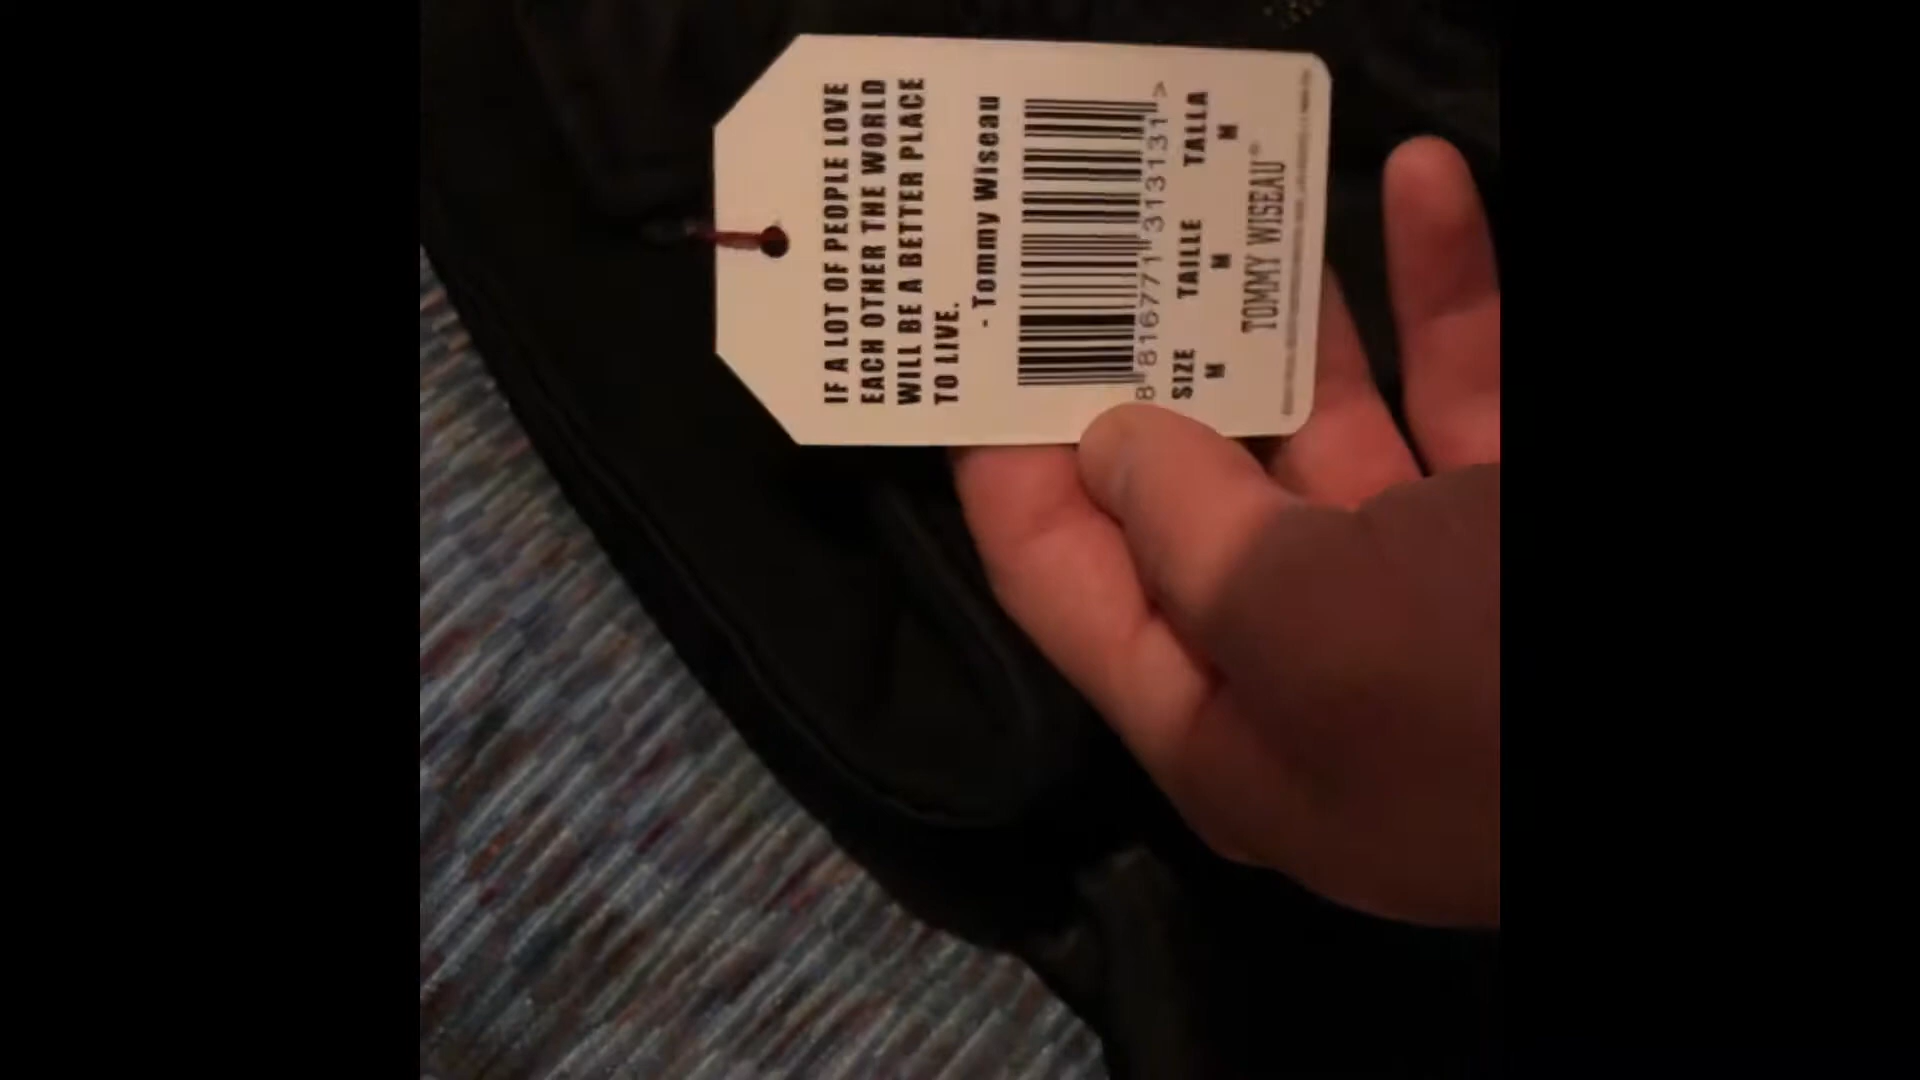 IF A LOT OF PEOPLE LOVE
EACH OTHER THE WORLD
WILL BE A BETTER PLACE
TO LIVE.
- Tommy Wiseau
8 816771 313131 >
SIZE TAILLE TALLA
M M M
TOMMY WISEAU®